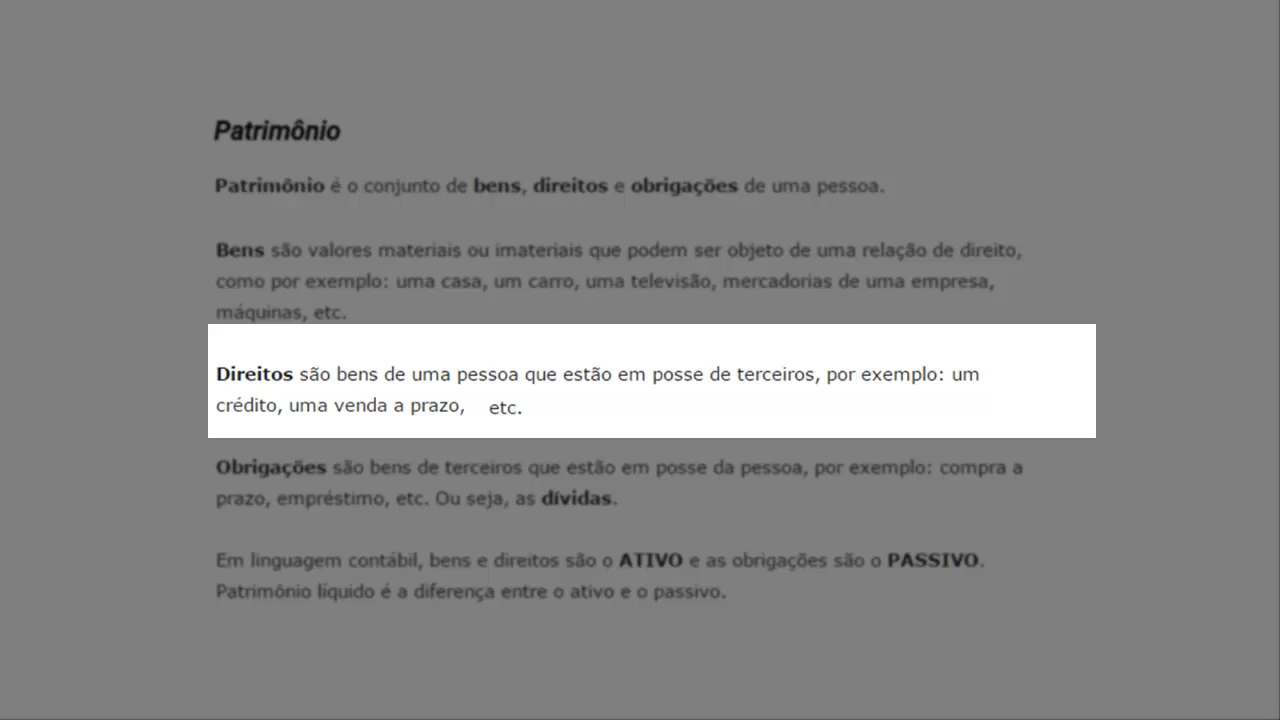 Patrimônio
Patrimônio é o conjunto de bens, direitos e obrigações de uma pessoa.
Bens são valores materiais ou imateriais que podem ser objeto de uma relação de direito,
como por exemplo: uma casa, um carro, uma televisão, mercadorias de uma empresa,
máquinas, etc.
Direitos são bens de uma pessoa que estão em posse de terceiros, por exemplo: um
crédito, uma venda a prazo, etc.
Obrigações são bens de terceiros que estão em posse da pessoa, por exemplo: compra a
prazo, empréstimo, etc. Ou seja, as dívidas.
Em linguagem contábil, bens e direitos são o ATIVO e as obrigações são o PASSIVO.
Patrimônio líquido é a diferença entre o ativo e o passivo.